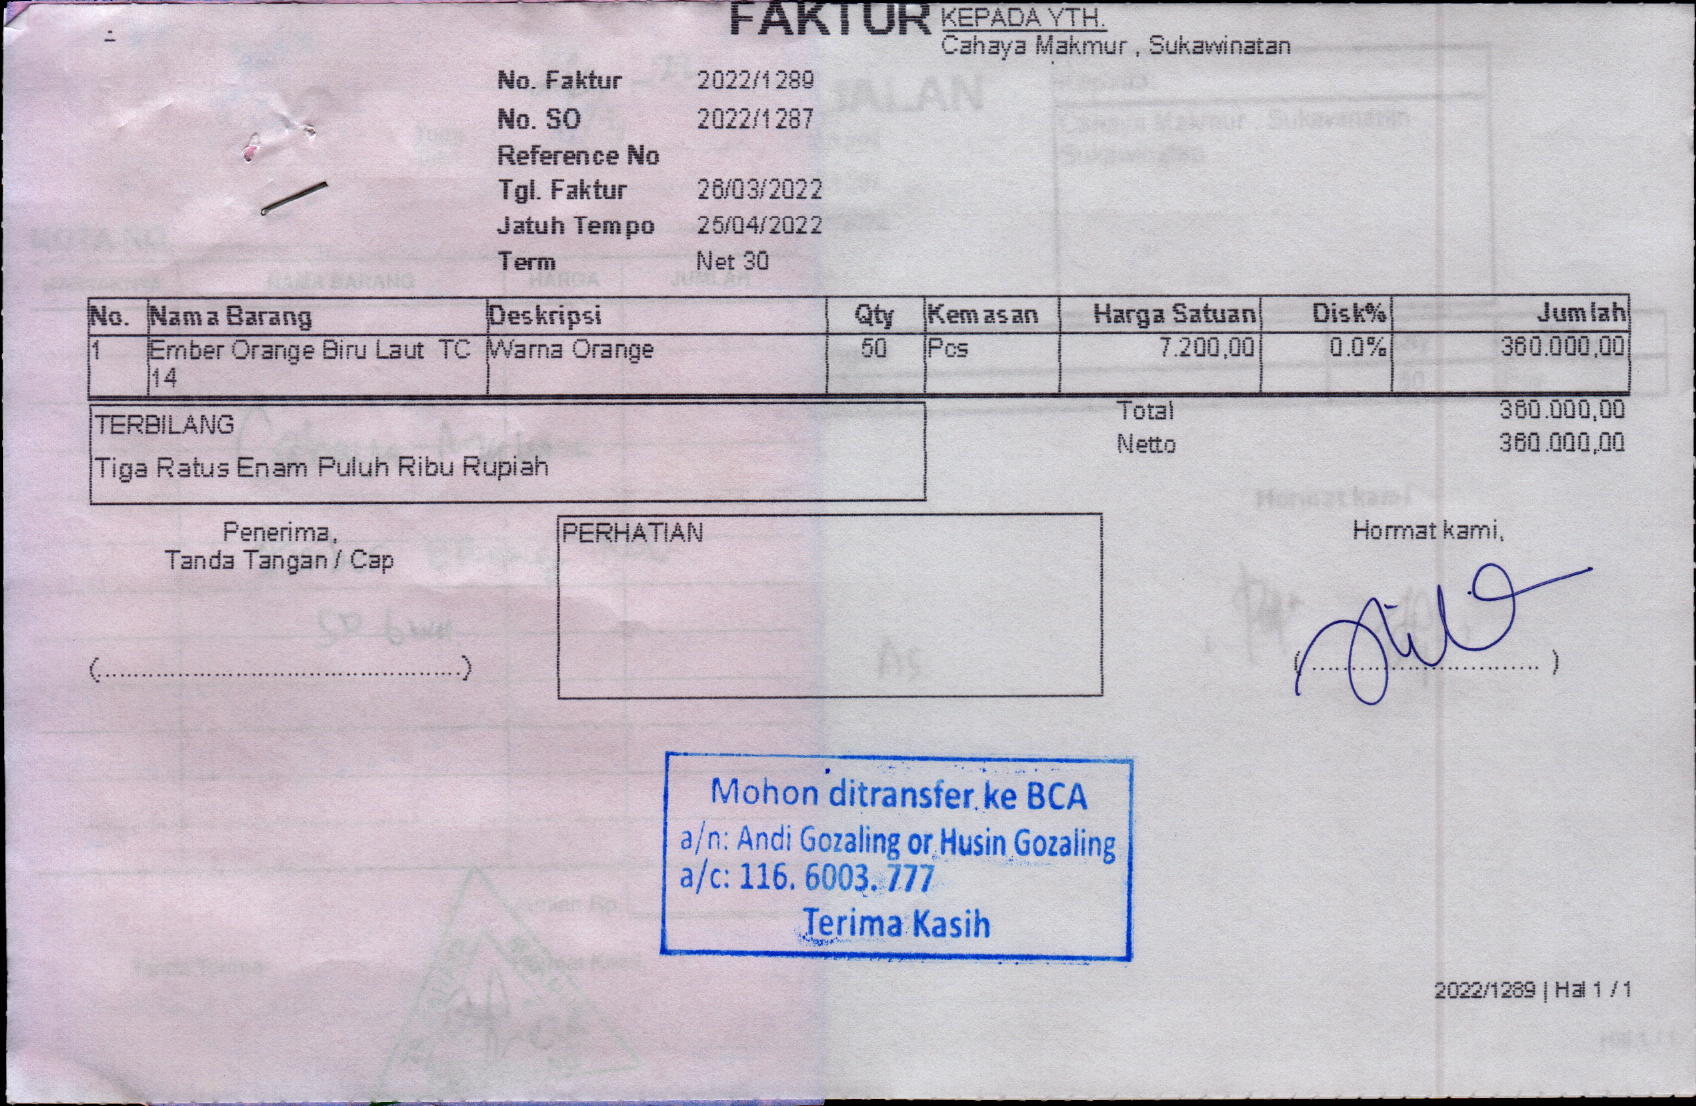 FAKTUR
KEPADA YTH.
Cahaya Makmur , Sukawinatan
No. Faktur 2022/1289
No. SO 2022/1287
Reference No
Tgl. Faktur 26/03/2022
Jatuh Tempo 25/04/2022
Term Net 30
No. Nama Barang Deskripsi Qty Kemasan Harga Satuan Disk% Jumlah
1 Ember Orange Biru Laut TC Warna Orange 50 Pcs 7.200,00 0.0% 360.000,00
14
Total 360.000,00
TERBILANG
Netto 360.000,00
Tiga Ratus Enam Puluh Ribu Rupiah
Penerima,
Tanda Tangan / Cap
PERHATIAN
Hormat kami,
(..............................................)
(.................................)
Mohon ditransfer ke BCA
a/n: Andi Gozaling or Husin Gozaling
a/c: 116. 6003. 777
Terima Kasih
2022/1289 | Hal 1 / 1